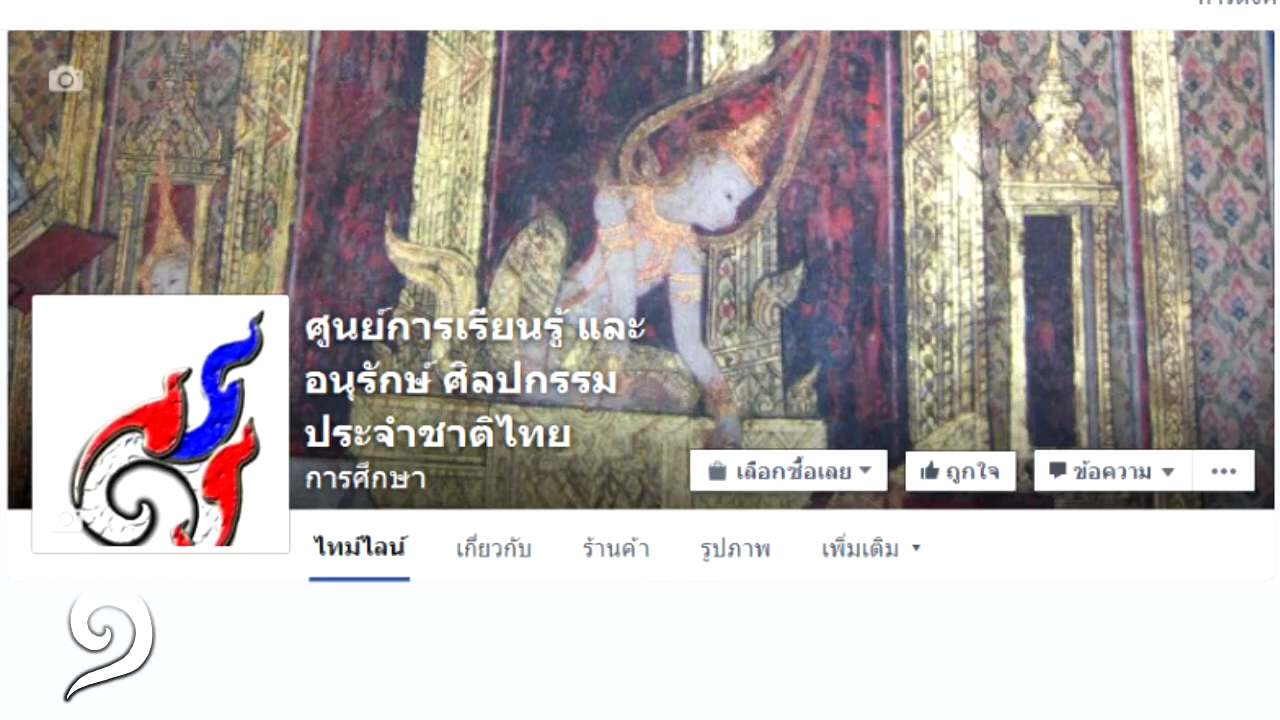 ศูนย์การเรียนรู้ และ
อนุรักษ์ ศิลปกรรม
ประจำชาติไทย
การศึกษา
เลือกซื้อเลย
ถูกใจ
ข้อความ
ไทม์ไลน์ เกี่ยวกับ ร้านค้า รูปภาพ เพิ่มเติม